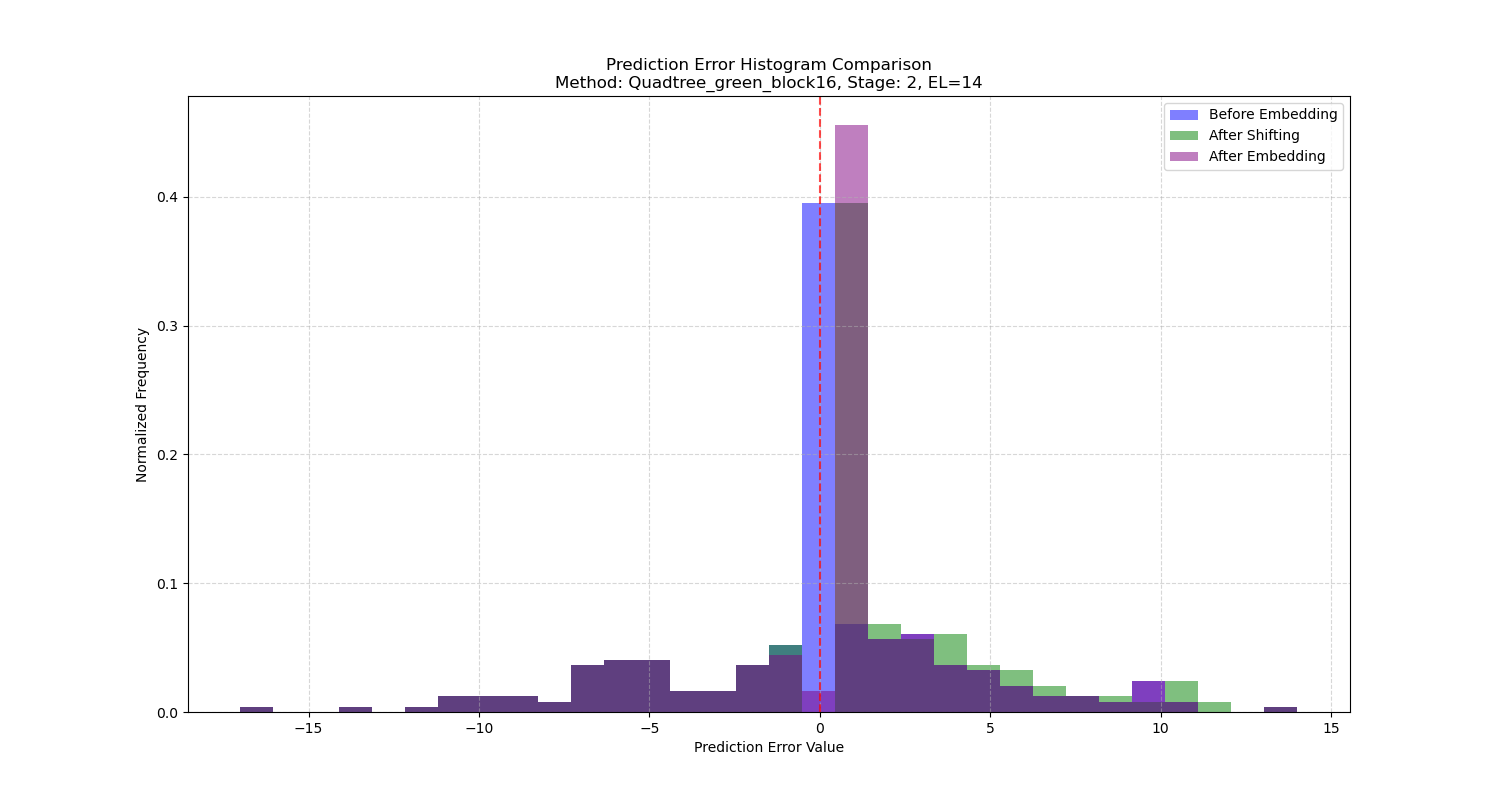 Prediction Error Histogram Comparison
Method: Quadtree_green_block16, Stage: 2, EL=14
Before Embedding
After Shifting
After Embedding
Normalized Frequency
0.4
0.3
0.2
0.1
0.0
−15
−10
−5
0
5
10
15
Prediction Error Value